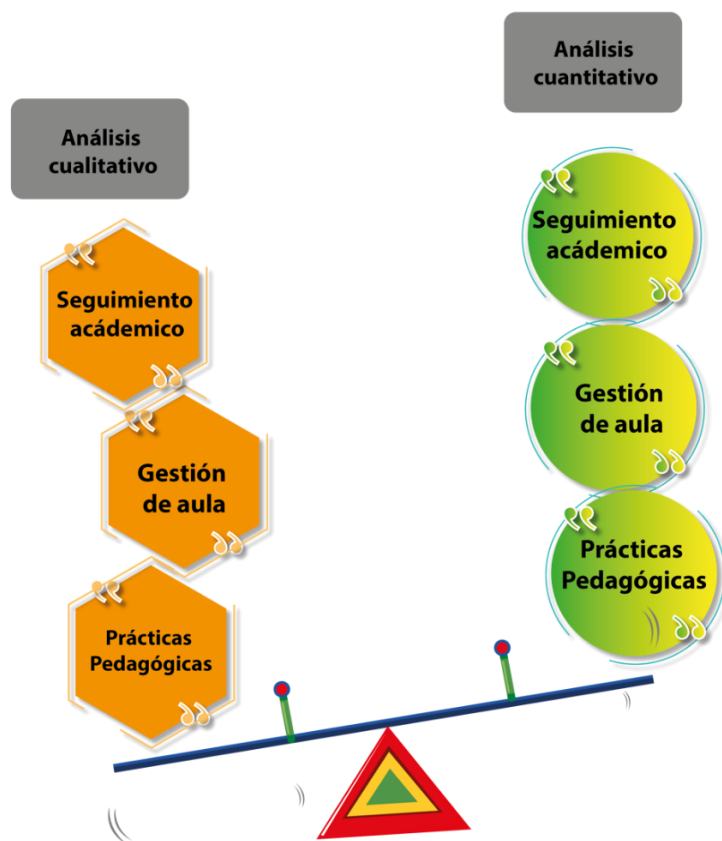 Análisis
cualitativo
Seguimiento
acádemico
Gestión
de aula
Prácticas
Pedagógicas
Análisis
cuantitativo
Seguimiento
acádemico
Gestión
de aula
Prácticas
Pedagógicas